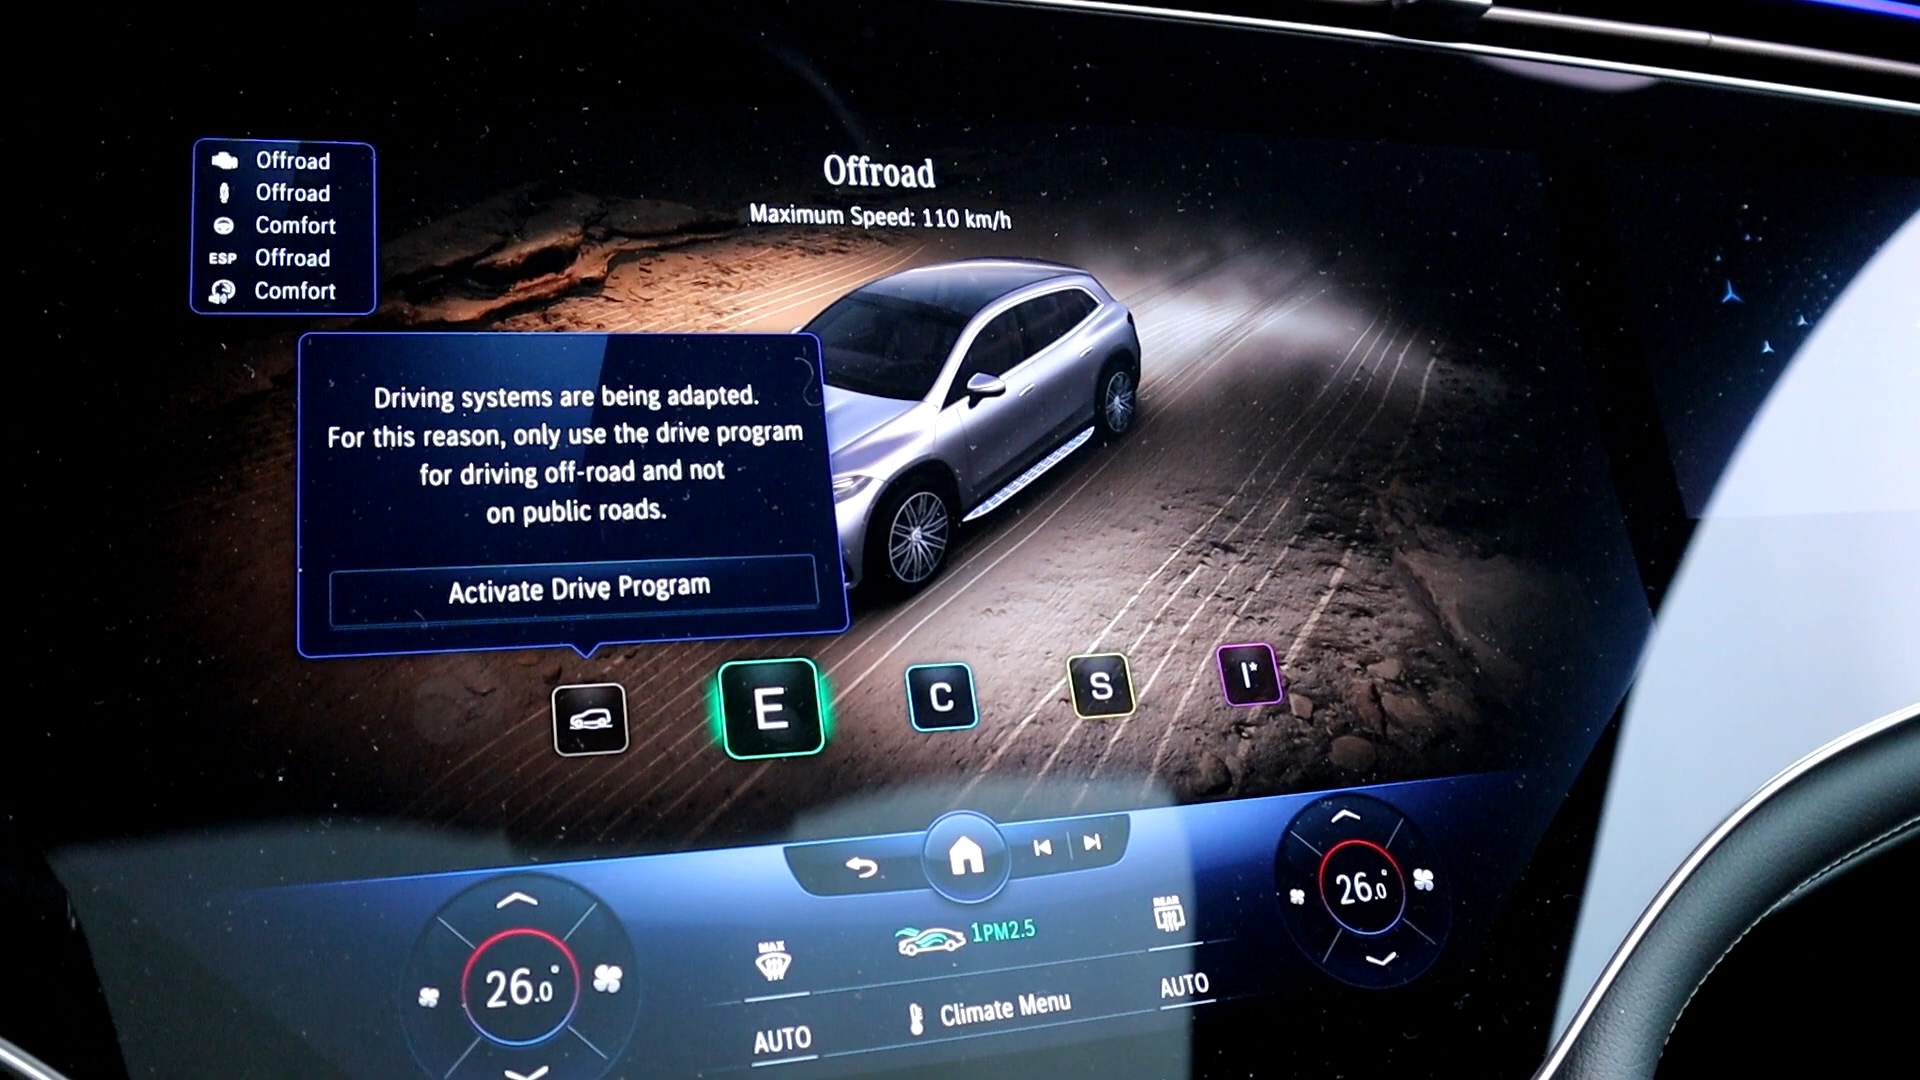 Offroad
Offroad
Comfort
ESP Offroad
Comfort
Offroad
Maximum Speed: 110 km/h
Driving systems are being adapted.
For this reason, only use the drive program
for driving off-road and not
on public roads.
Activate Drive Program
E
C
S
I*
26.0°
26.0°
MAX
1PM2.5
REAR
AUTO
Climate Menu
AUTO